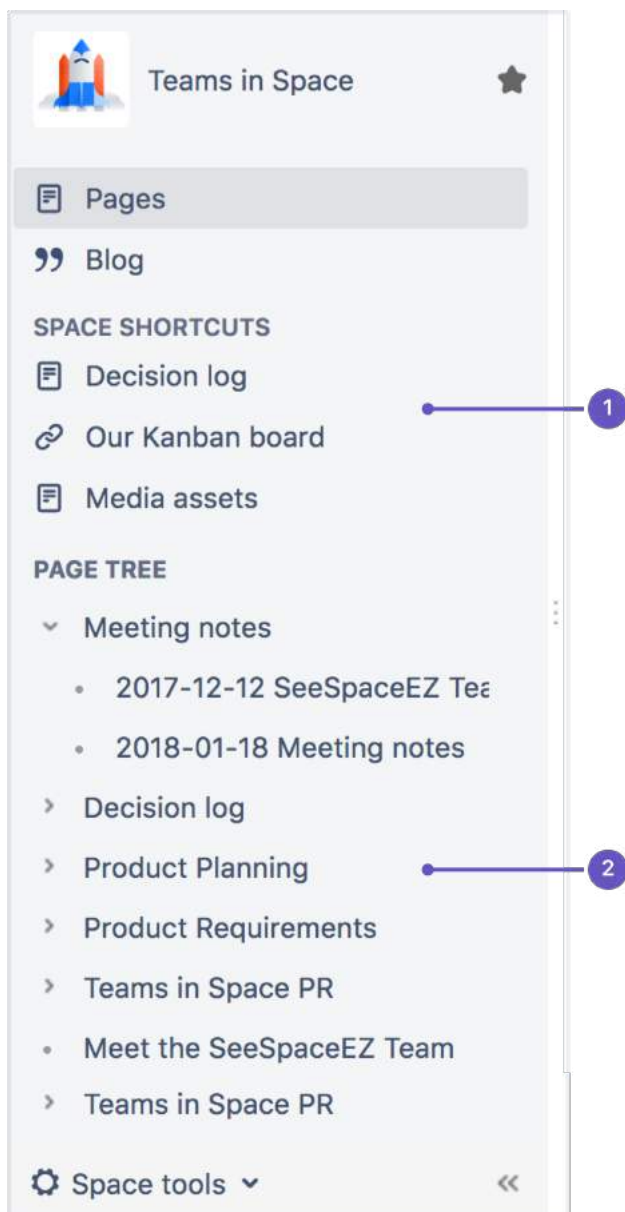 Teams in Space
Pages
Blog
SPACE SHORTCUTS
Decision log
1
Our Kanban board
Media assets
PAGE TREE
Meeting notes
2017-12-12 SeeSpaceEZ Tea
2018-01-18 Meeting notes
Decision log
Product Planning
2
Product Requirements
Teams in Space PR
Meet the SeeSpaceEZ Team
Teams in Space PR
Space tools